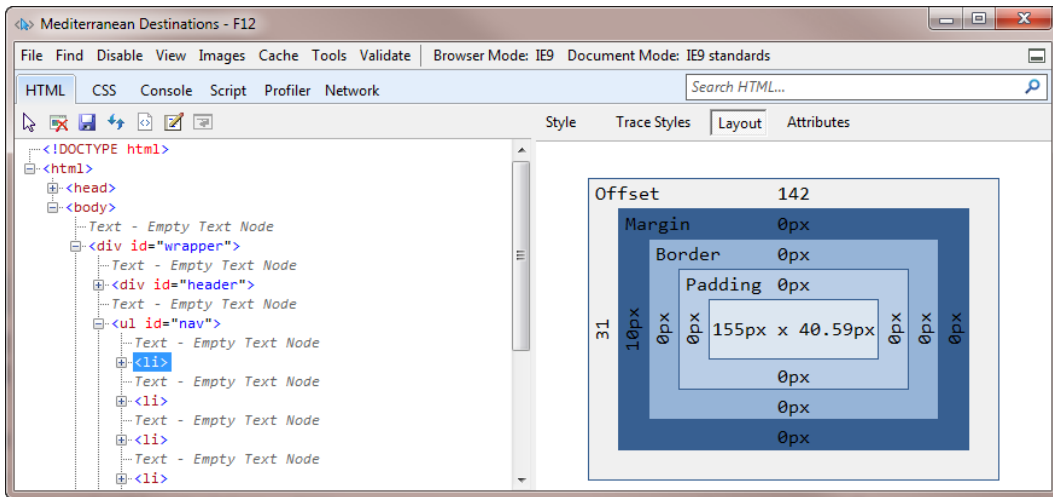 Mediterranean Destinations - F12
File Find Disable View Images Cache Tools Validate Browser Mode: IE9 Document Mode: IE9 standards
HTML CSS Console Script Profiler Network Search HTML...
Style Trace Styles Layout Attributes
<!DOCTYPE html>
<html>
<head>
<body>
Text - Empty Text Node
<div id="wrapper">
Text - Empty Text Node
<div id="header">
Text - Empty Text Node
<ul id="nav">
Text - Empty Text Node
<li>
Text - Empty Text Node
<li>
Text - Empty Text Node
<li>
Text - Empty Text Node
<li>
Offset 142
Margin 0px
Border 0px
Padding 0px
31 10px 0px 0px 155px x 40.59px 0px 0px 0px
0px
0px
0px